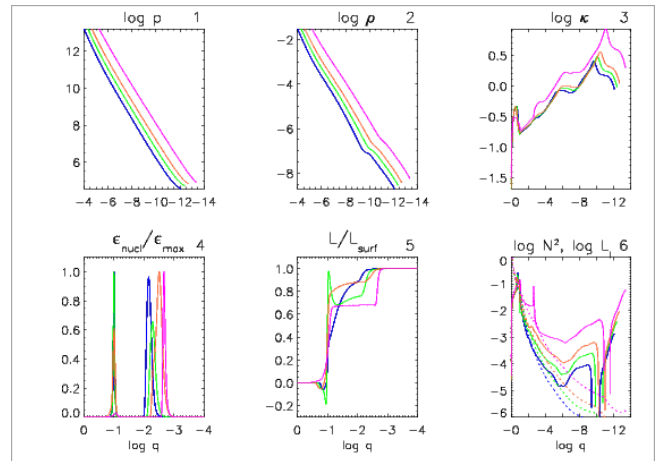 log p 1
log ρ 2
log κ 3
12
10
8
6
-4 -6 -8 -10 -12 -14
-2
-4
-6
-8
-4 -6 -8 -10 -12 -14
0.5
0.0
-0.5
-1.0
-1.5
-0 -4 -8 -12
ϵnucl/ϵmax 4
L/Lsurf 5
log N², log Ll 6
1.0
0.8
0.6
0.4
0.2
0.0
-0 -1 -2 -3 -4
log q
1.0
0.8
0.6
0.4
0.2
0.0
-0.2
0 -1 -2 -3 -4
log q
0
-1
-2
-3
-4
-5
-6
-0 -4 -8 -12
log q